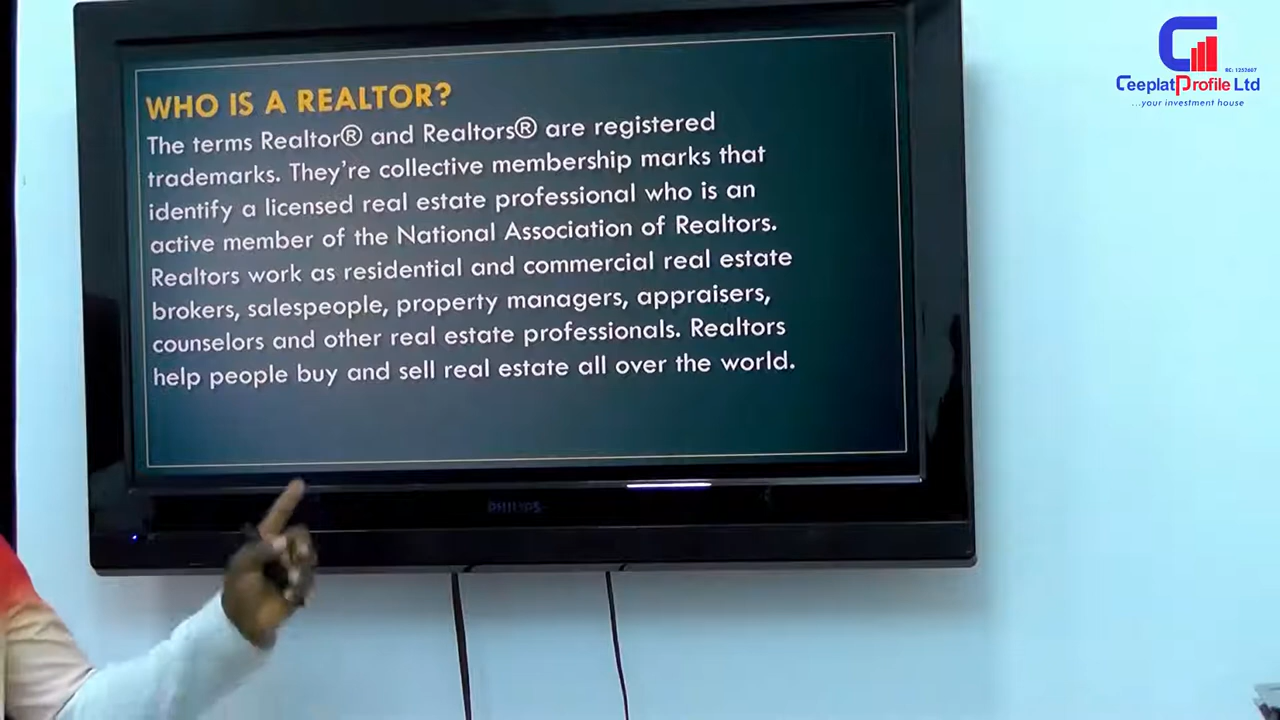 WHO IS A REALTOR?
The terms Realtor® and Realtors® are registered
trademarks. They're collective membership marks that
identify a licensed real estate professional who is an
active member of the National Association of Realtors.
Realtors work as residential and commercial real estate
brokers, salespeople, property managers, appraisers,
counselors and other real estate professionals. Realtors
help people buy and sell real estate all over the world.
PHILIPS
RC: 1252607
CeeplatProfile Ltd
...your investment house